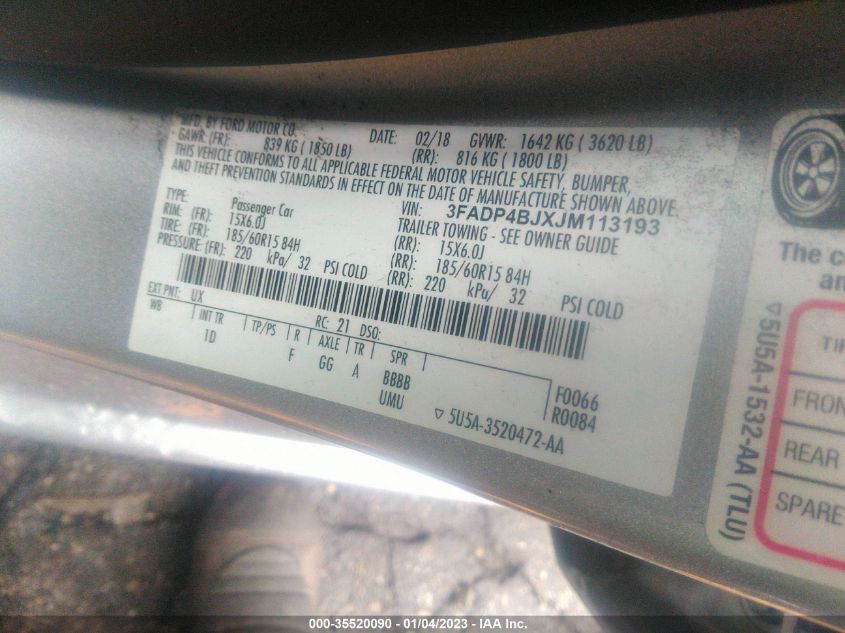 MFD. BY FORD MOTOR CO.
DATE: 02/18 GVWR: 1642 KG ( 3620 LB)
GAWR: (FR): 839 KG ( 1850 LB) (RR): 816 KG ( 1800 LB)
THIS VEHICLE CONFORMS TO ALL APPLICABLE FEDERAL MOTOR VEHICLE SAFETY, BUMPER,
AND THEFT PREVENTION STANDARDS IN EFFECT ON THE DATE OF MANUFACTURE SHOWN ABOVE.
VIN: 3FADP4BJXJM113193
TYPE: Passenger Car TRAILER TOWING - SEE OWNER GUIDE
RIM: (FR): 15X6.0J (RR): 15X6.0J
TIRE: (FR): 185/60R15 84H (RR): 185/60R15 84H
PRESSURE: (FR): 220 kPa/ 32 PSI COLD (RR): 220 kPa/ 32 PSI COLD
EXT PNT: UX RC: 21 DSO:
WB INT TR TP/PS R AXLE TR SPR
1D F GG A BBBB
UMU
F0066
R0084
▽ 5U5A-3520472-AA
The co
an
TI
FRON
REAR
SPARE
▽5U5A-1532-AA (TLU)
000-35520090 - 01/04/2023 - IAA Inc.